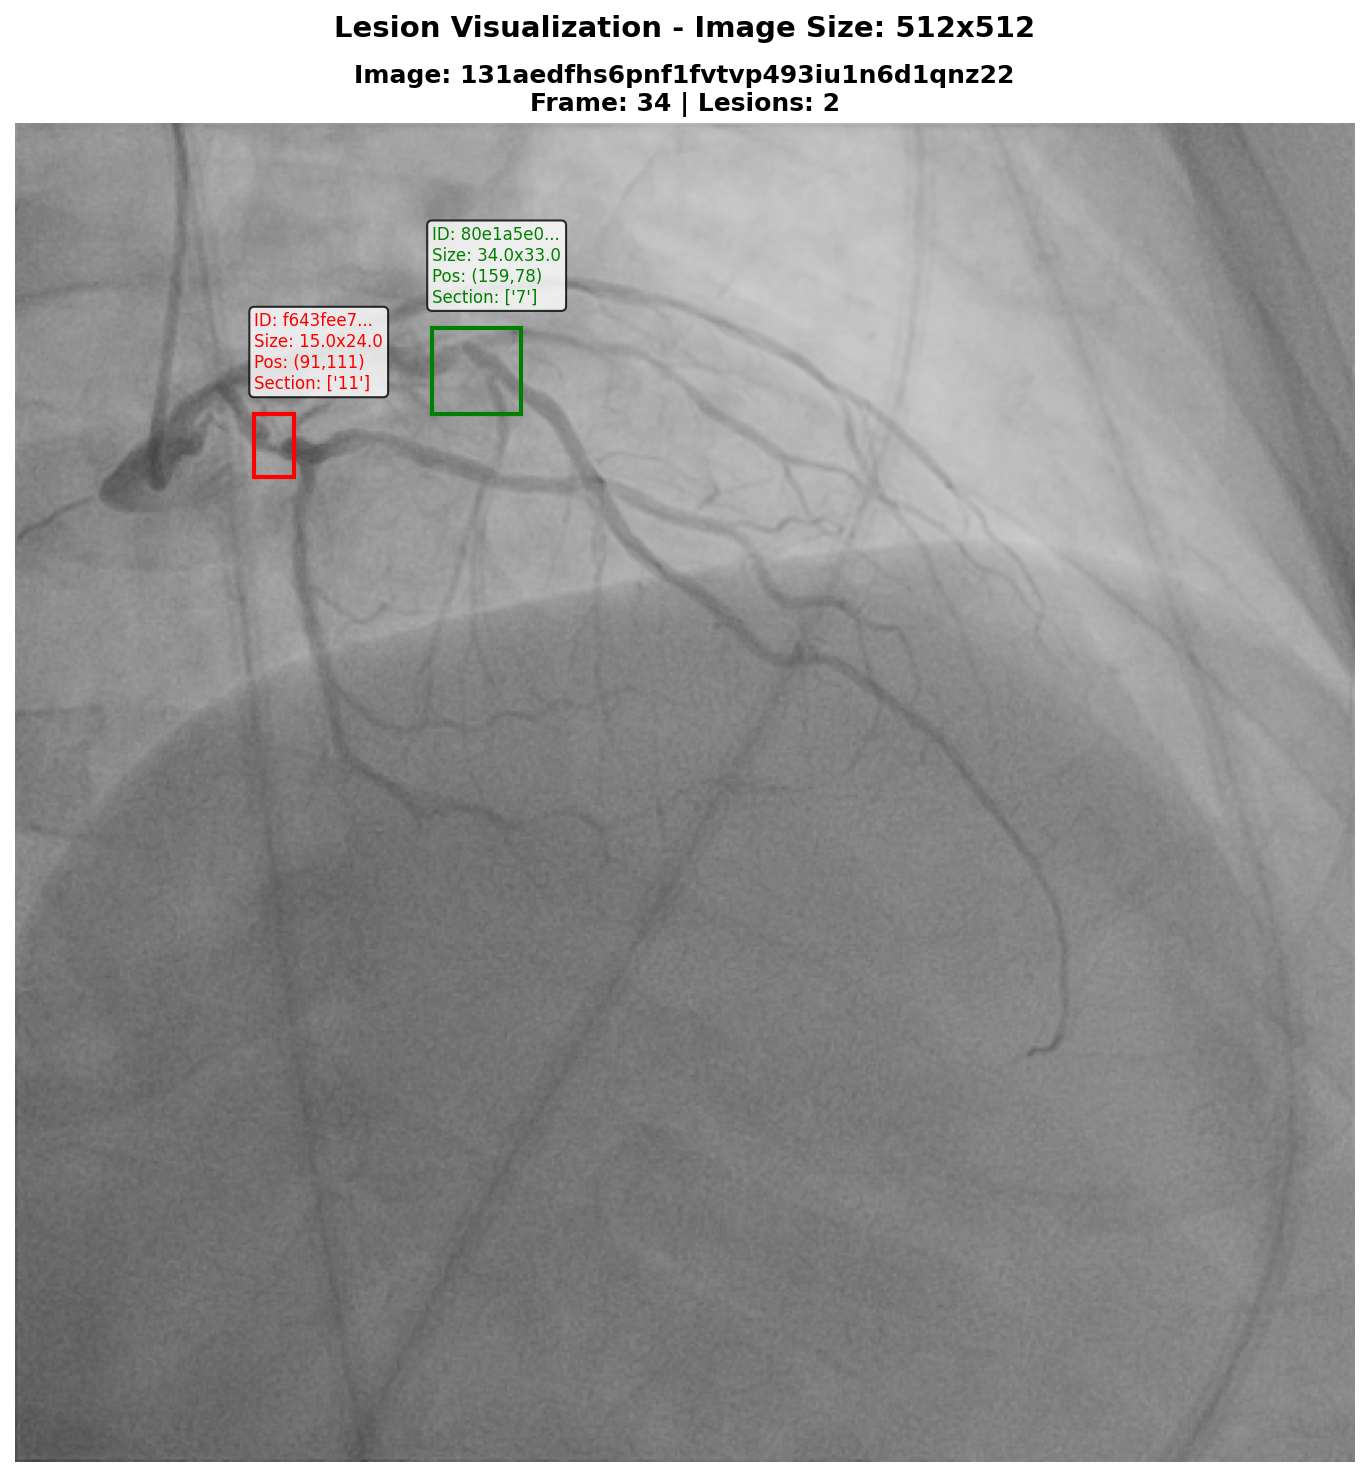 Lesion Visualization - Image Size: 512x512
Image: 131aedfhs6pnf1fvtvp493iu1n6d1qnz22
Frame: 34 | Lesions: 2
ID: 80e1a5e0...
Size: 34.0x33.0
Pos: (159,78)
Section: ['7']
ID: f643fee7...
Size: 15.0x24.0
Pos: (91,111)
Section: ['11']